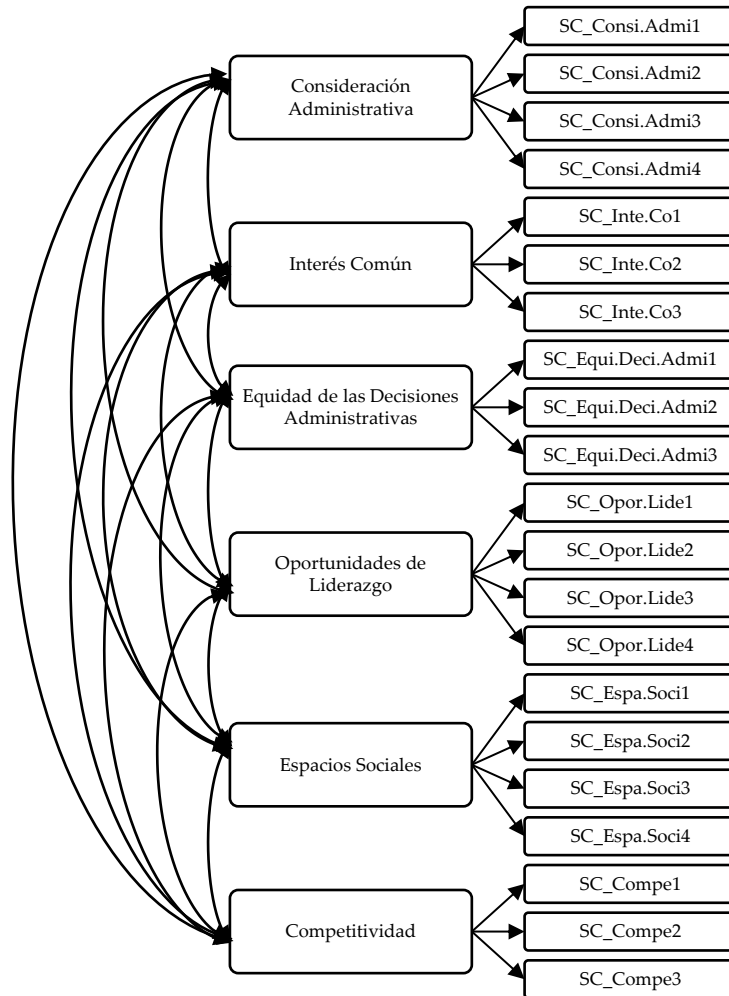 Consideración
Administrativa
SC_Consi.Admi1
SC_Consi.Admi2
SC_Consi.Admi3
SC_Consi.Admi4
Interés Común
SC_Inte.Co1
SC_Inte.Co2
SC_Inte.Co3
Equidad de las Decisiones
Administrativas
SC_Equi.Deci.Admi1
SC_Equi.Deci.Admi2
SC_Equi.Deci.Admi3
Oportunidades de
Liderazgo
SC_Opor.Lide1
SC_Opor.Lide2
SC_Opor.Lide3
SC_Opor.Lide4
Espacios Sociales
SC_Espa.Soci1
SC_Espa.Soci2
SC_Espa.Soci3
SC_Espa.Soci4
Competitividad
SC_Compe1
SC_Compe2
SC_Compe3